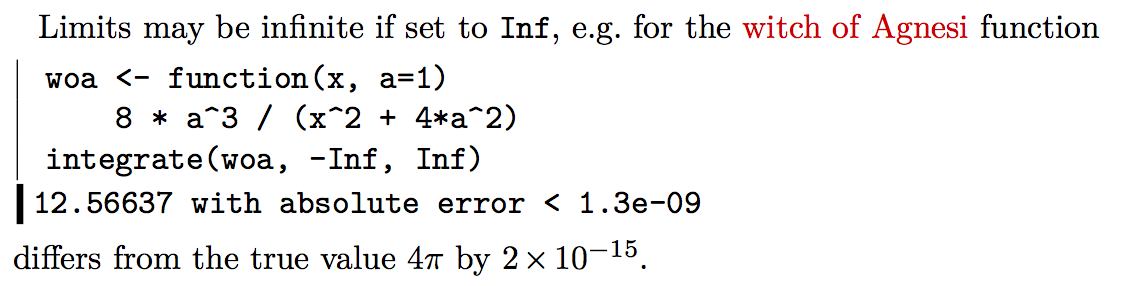 Limits may be infinite if set to Inf, e.g. for the witch of Agnesi function
woa <- function(x, a=1)
    8 * a^3 / (x^2 + 4*a^2)
integrate(woa, -Inf, Inf)
12.56637 with absolute error < 1.3e-09
differs from the true value 4π by 2 × 10⁻¹⁵.